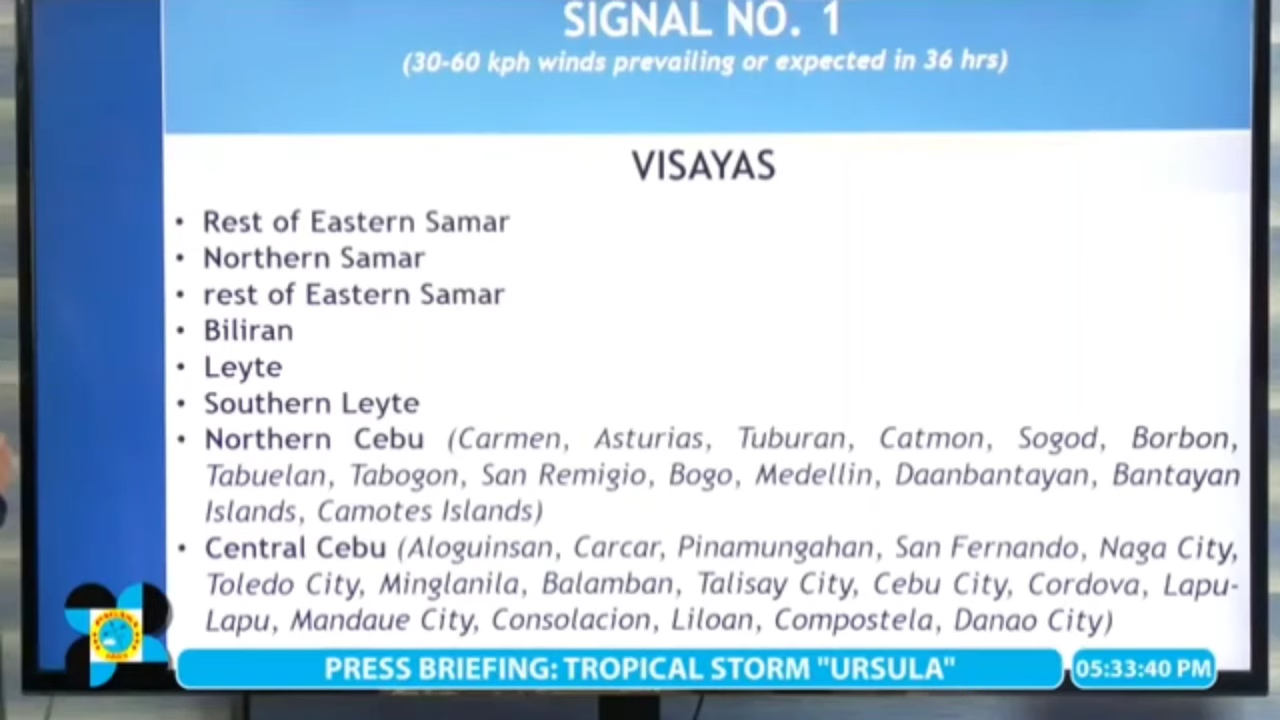 SIGNAL NO. 1
(30-60 kph winds prevailing or expected in 36 hrs)
VISAYAS
• Rest of Eastern Samar
• Northern Samar
• rest of Eastern Samar
• Biliran
• Leyte
• Southern Leyte
• Northern Cebu (Carmen, Asturias, Tuburan, Catmon, Sogod, Borbon,
Tabuelan, Tabogon, San Remigio, Bogo, Medellin, Daanbantayan, Bantayan
Islands, Camotes Islands)
• Central Cebu (Aloguinsan, Carcar, Pinamungahan, San Fernando, Naga City,
Toledo City, Minglanila, Balamban, Talisay City, Cebu City, Cordova, Lapu-
Lapu, Mandaue City, Consolacion, Liloan, Compostela, Danao City)
PRESS BRIEFING: TROPICAL STORM "URSULA"
05:33:40 PM